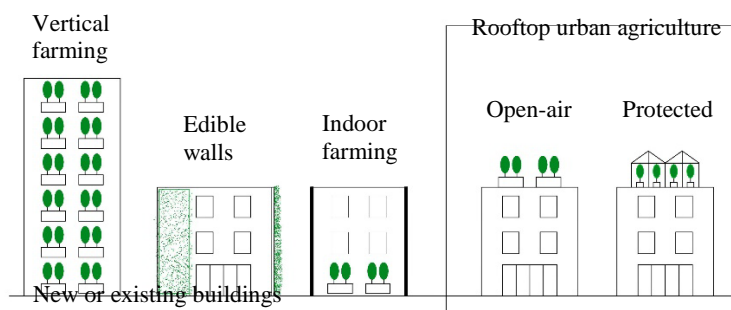 Vertical
farming
Edible
walls
Indoor
farming
Rooftop urban agriculture
Open-air
Protected
New or existing buildings